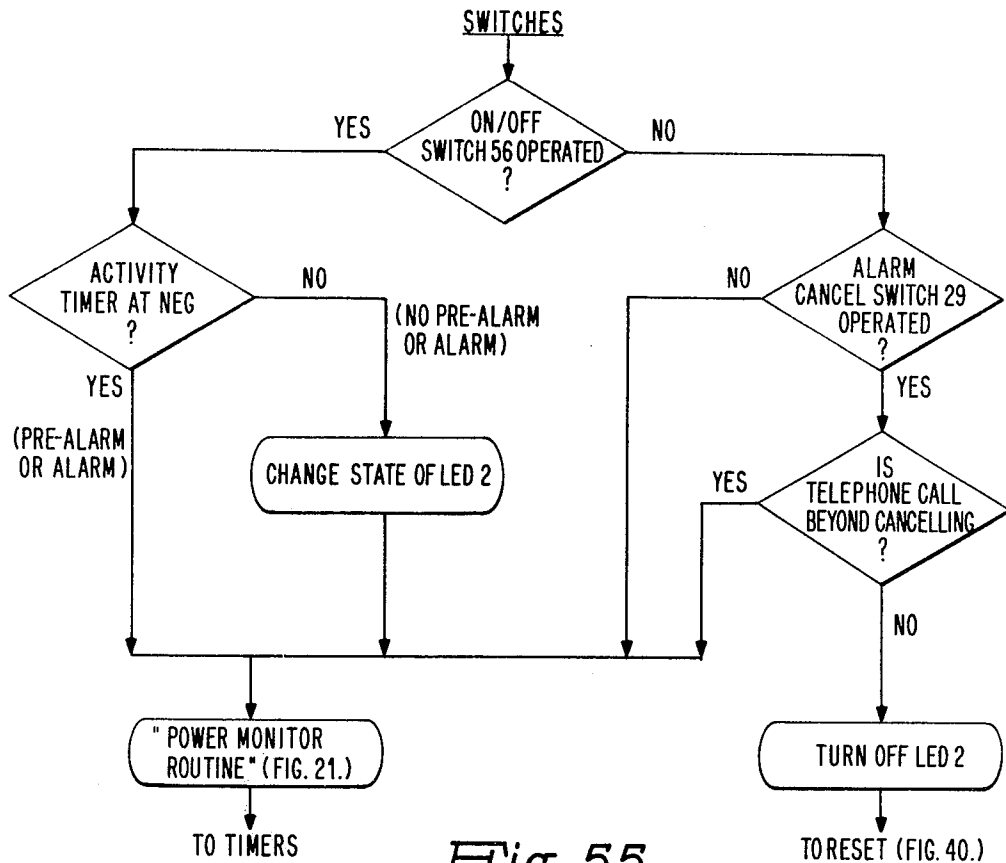 SWITCHES
ON/OFF
SWITCH 56 OPERATED
?
YES
NO
ACTIVITY
TIMER AT NEG
?
NO
(NO PRE-ALARM
OR ALARM)
YES
(PRE-ALARM
OR ALARM)
CHANGE STATE OF LED 2
ALARM
CANCEL SWITCH 29
OPERATED
?
NO
YES
IS
TELEPHONE CALL
BEYOND CANCELLING
?
YES
NO
"POWER MONITOR
ROUTINE" (FIG. 21.)
TO TIMERS
TURN OFF LED 2
TO RESET (FIG. 40.)
Fig. 55